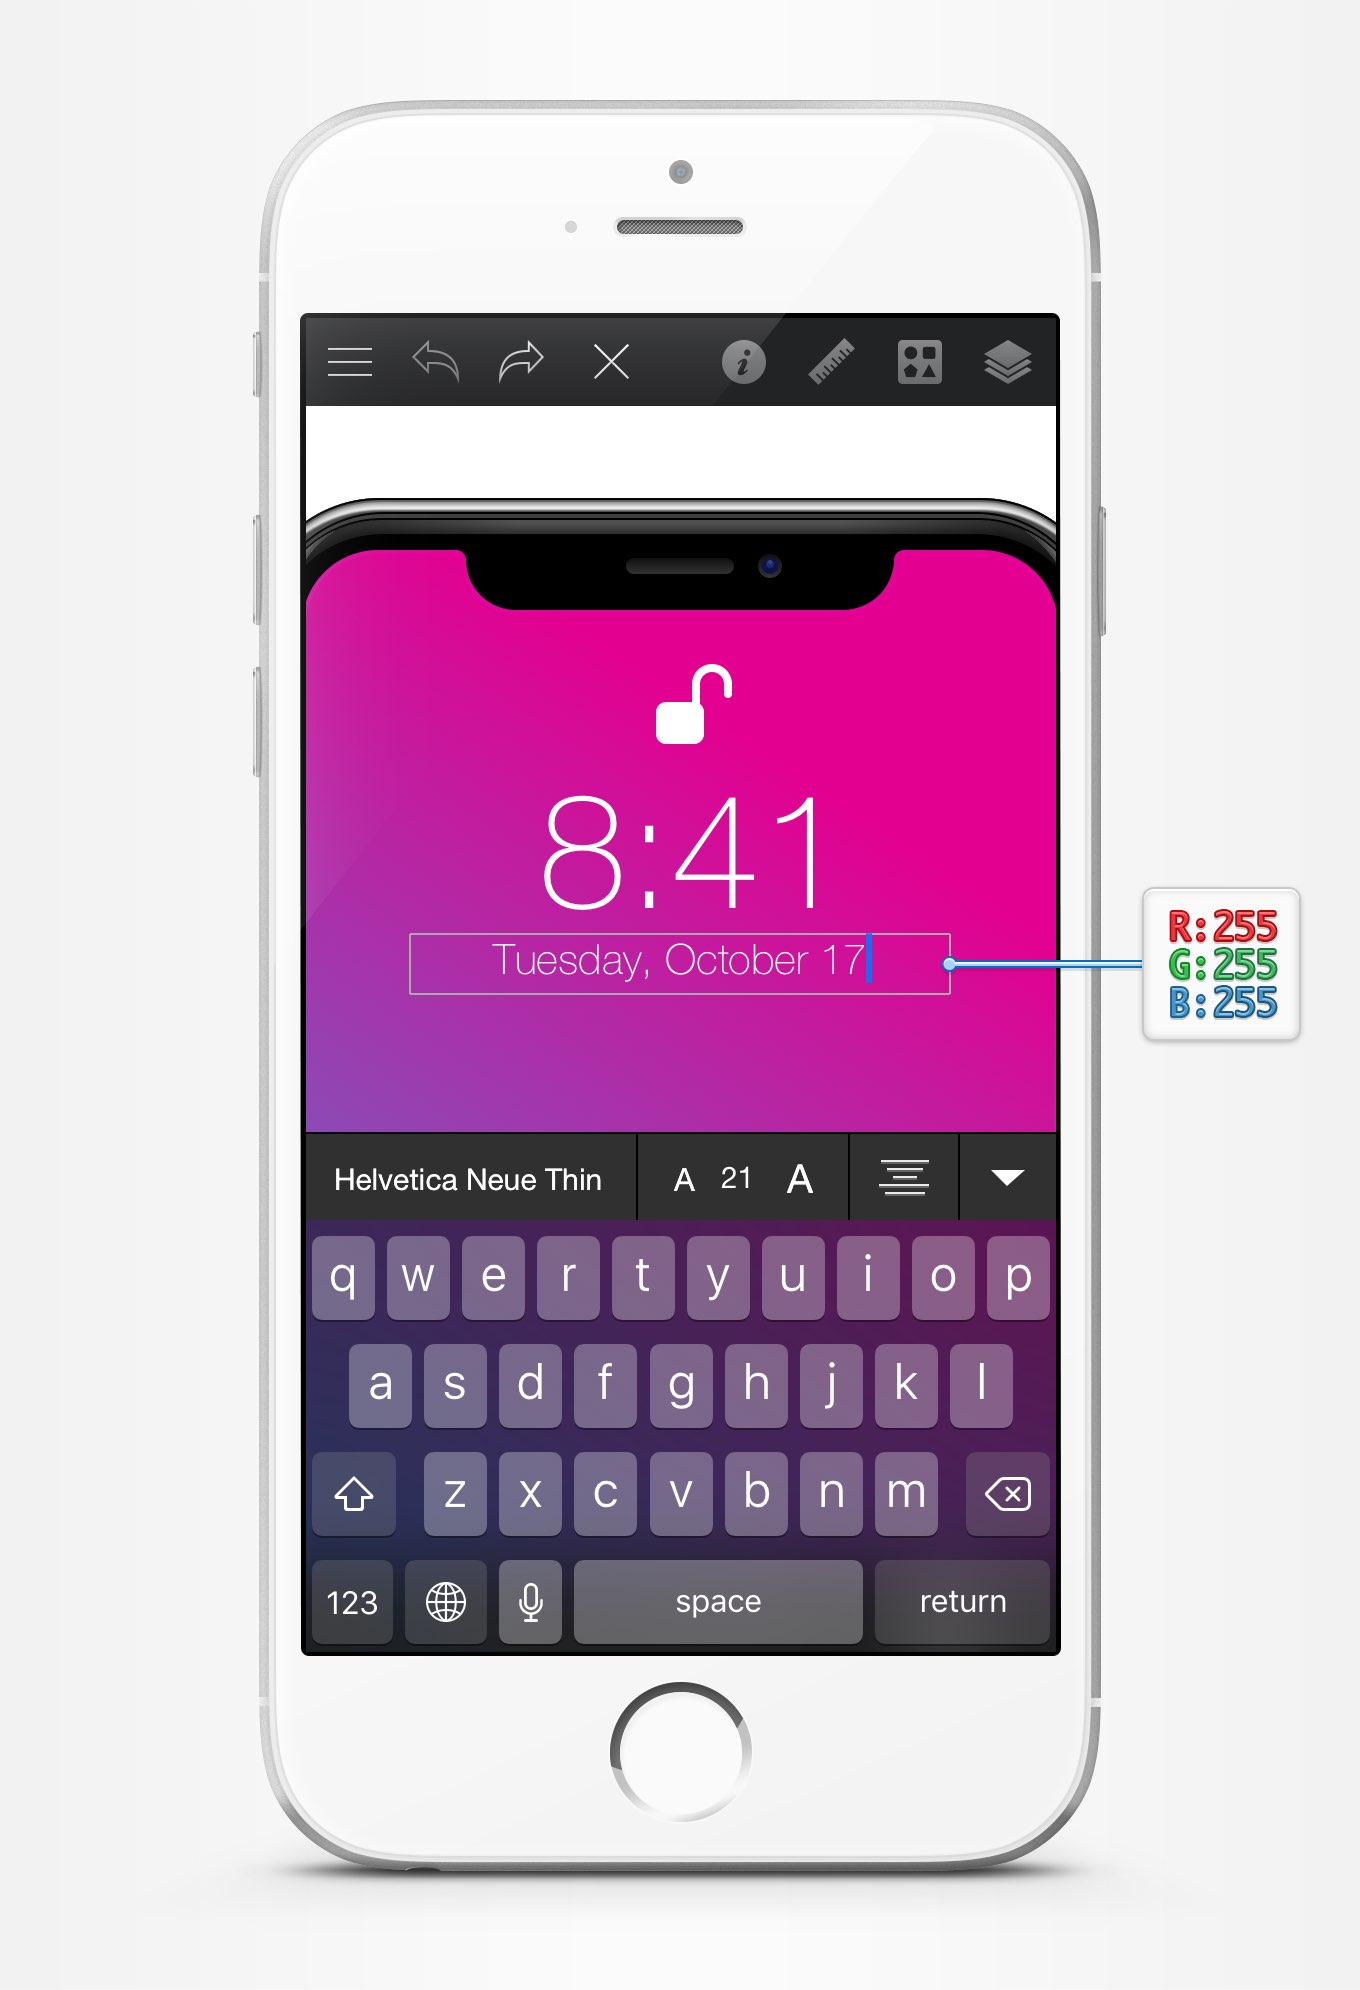 8:41
Tuesday, October 17
R:255
G:255
B:255
Helvetica Neue Thin
A 21 A
q w e r t y u i o p
a s d f g h j k l
z x c v b n m
123 space return